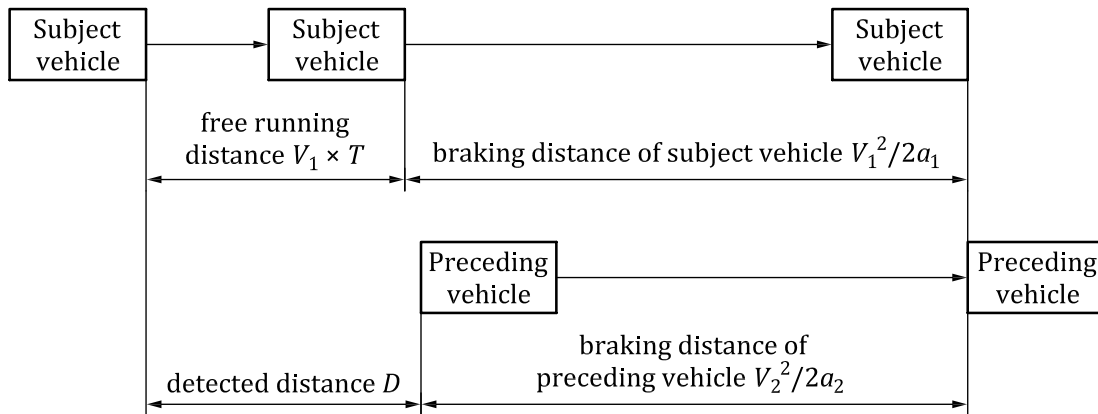 Subject
vehicle
Subject
vehicle
Subject
vehicle
free running
distance V₁ × T
braking distance of subject vehicle V₁²/2a₁
Preceding
vehicle
Preceding
vehicle
detected distance D
braking distance of
preceding vehicle V₂²/2a₂